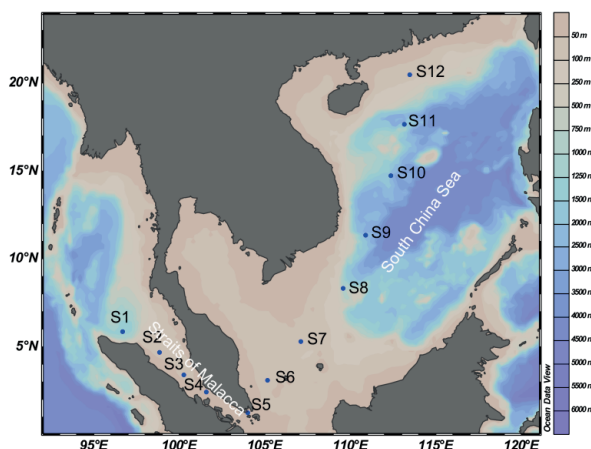 20°N
15°N
10°N
5°N
95°E
100°E
105°E
110°E
115°E
120°E
S1
S2
S3
S4
S5
S6
S7
S8
S9
S10
S11
S12
Straits of Malacca
South China Sea
Ocean Data View
50 m
100 m
250 m
500 m
750 m
1000 m
1250 m
1500 m
2000 m
2500 m
3000 m
3500 m
4000 m
4500 m
5000 m
5500 m
6000 m